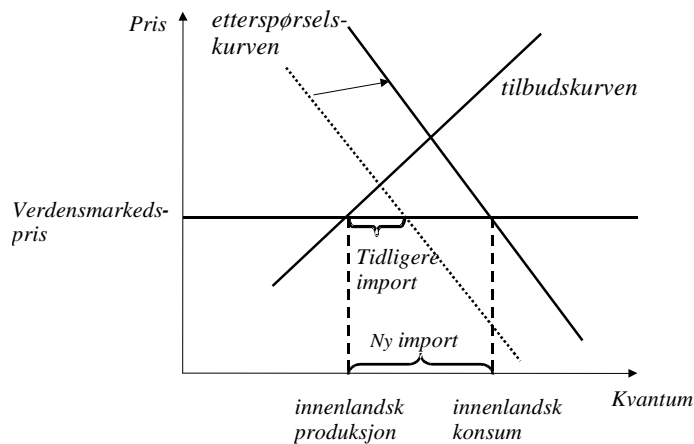 Pris
etterspørsels-
kurven
tilbudskurven
Verdensmarkeds-
pris
Tidligere
import
Ny import
Kvantum
innenlandsk
produksjon
innenlandsk
konsum